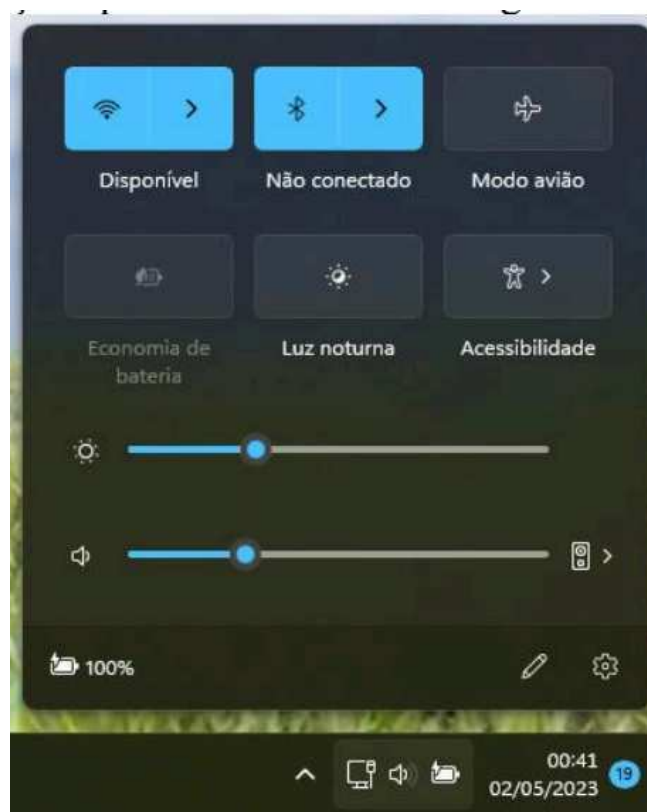 Disponível
Não conectado
Modo avião
Economia de
bateria
Luz noturna
Acessibilidade
100%
00:41
02/05/2023
19